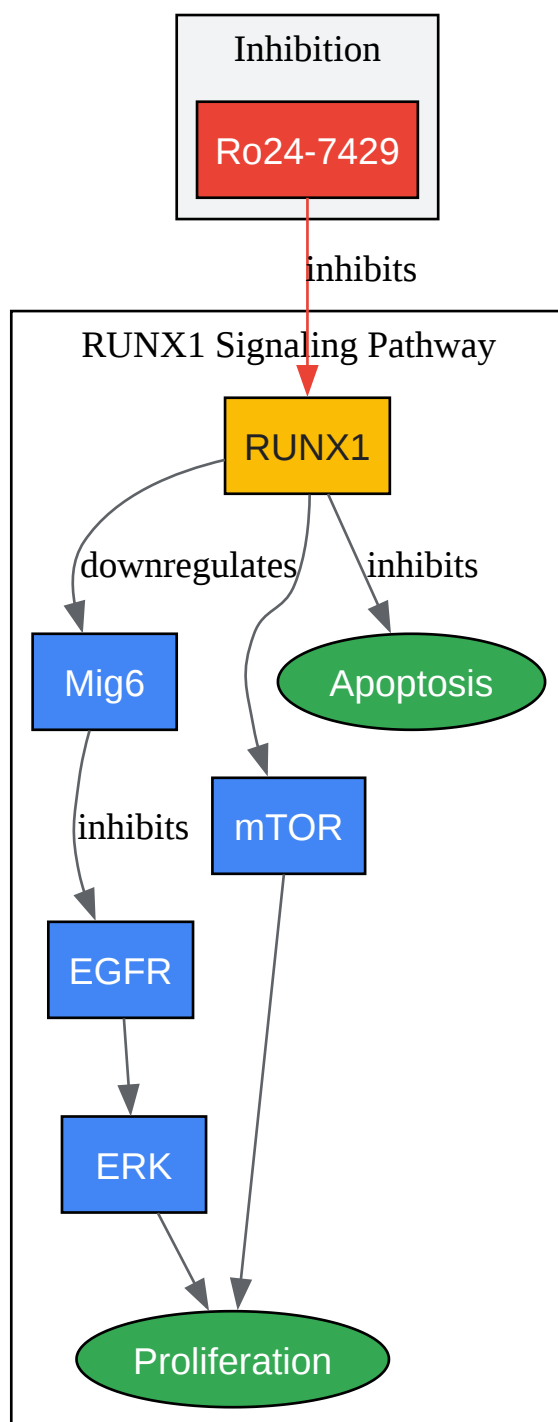 Inhibition
Ro24-7429
inhibits
RUNX1 Signaling Pathway
RUNX1
downregulates
inhibits
Mig6
Apoptosis
inhibits
mTOR
EGFR
ERK
Proliferation